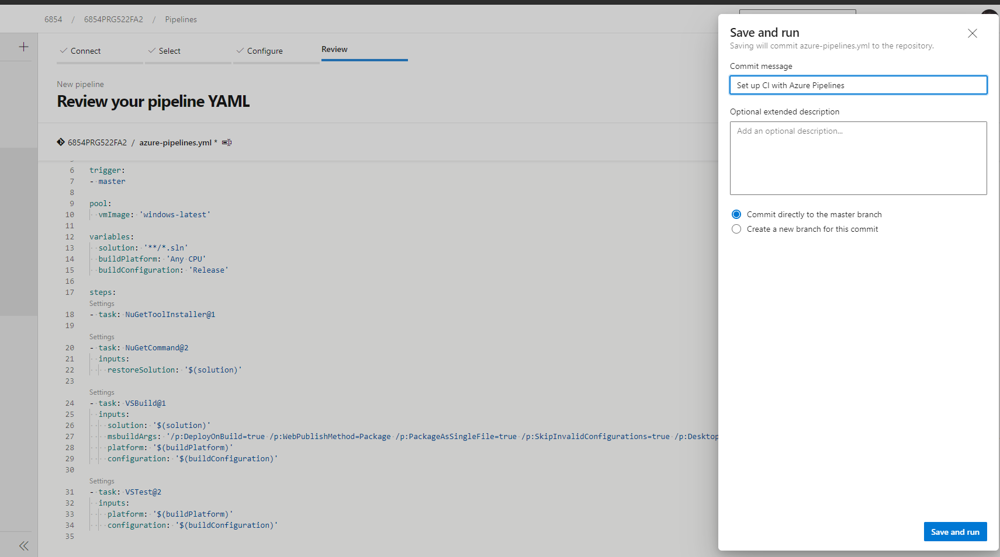 6854 / 6854PRG522FA2 / Pipelines
Connect
Select
Configure
Review
New pipeline
Review your pipeline YAML
6854PRG522FA2 / azure-pipelines.yml *
6 trigger:
7 - master
8
9 pool:
10 vmImage: 'windows-latest'
11
12 variables:
13 solution: '**/*.sln'
14 buildPlatform: 'Any CPU'
15 buildConfiguration: 'Release'
16
17 steps:
Settings
18 - task: NuGetToolInstaller@1
19
Settings
20 - task: NuGetCommand@2
21 inputs:
22 restoreSolution: '$(solution)'
23
Settings
24 - task: VSBuild@1
25 inputs:
26 solution: '$(solution)'
27 msbuildArgs: '/p:DeployOnBuild=true /p:WebPublishMethod=Package /p:PackageAsSingleFile=true /p:SkipInvalidConfigurations=true /p:Desktop
28 platform: '$(buildPlatform)'
29 configuration: '$(buildConfiguration)'
30
Settings
31 - task: VSTest@2
32 inputs:
33 platform: '$(buildPlatform)'
34 configuration: '$(buildConfiguration)'
35
Save and run
Saving will commit azure-pipelines.yml to the repository.
Commit message
Set up CI with Azure Pipelines
Optional extended description
Add an optional description...
Commit directly to the master branch
Create a new branch for this commit
Save and run